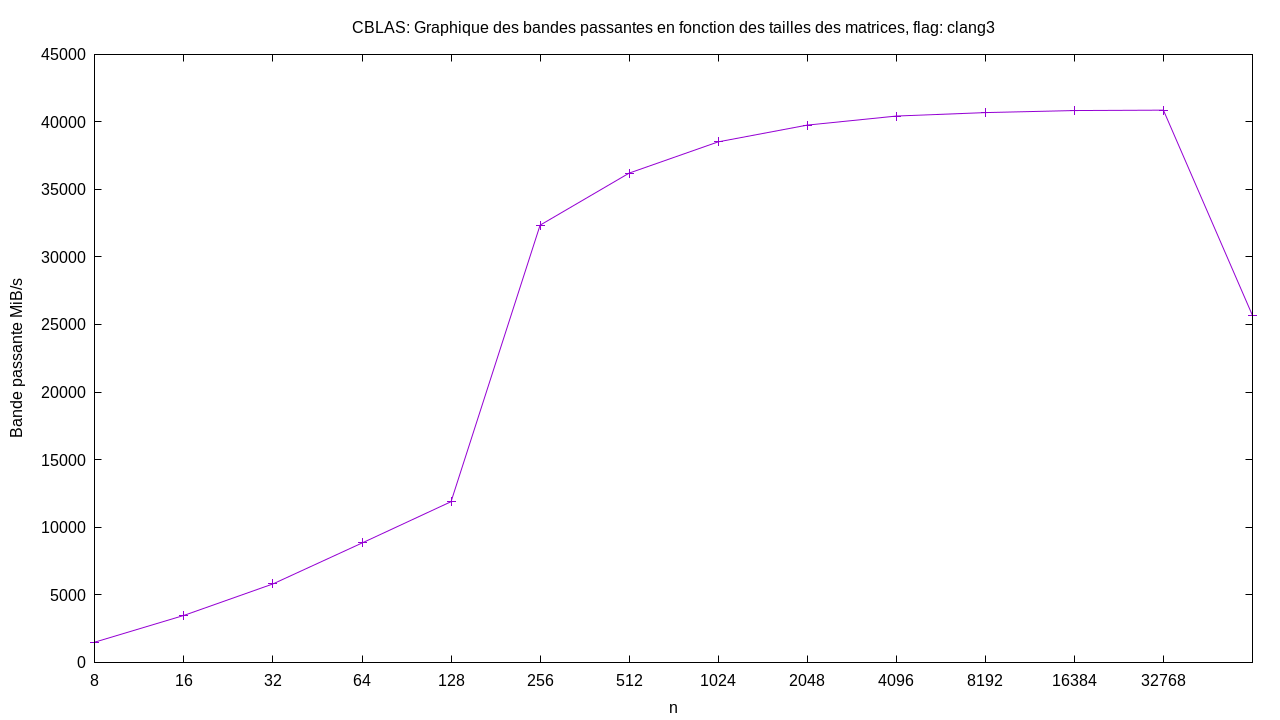 CBLAS: Graphique des bandes passantes en fonction des tailles des matrices, flag: clang3
45000
40000
35000
30000
25000
20000
15000
10000
5000
0
Bande passante MiB/s
8 16 32 64 128 256 512 1024 2048 4096 8192 16384 32768
n